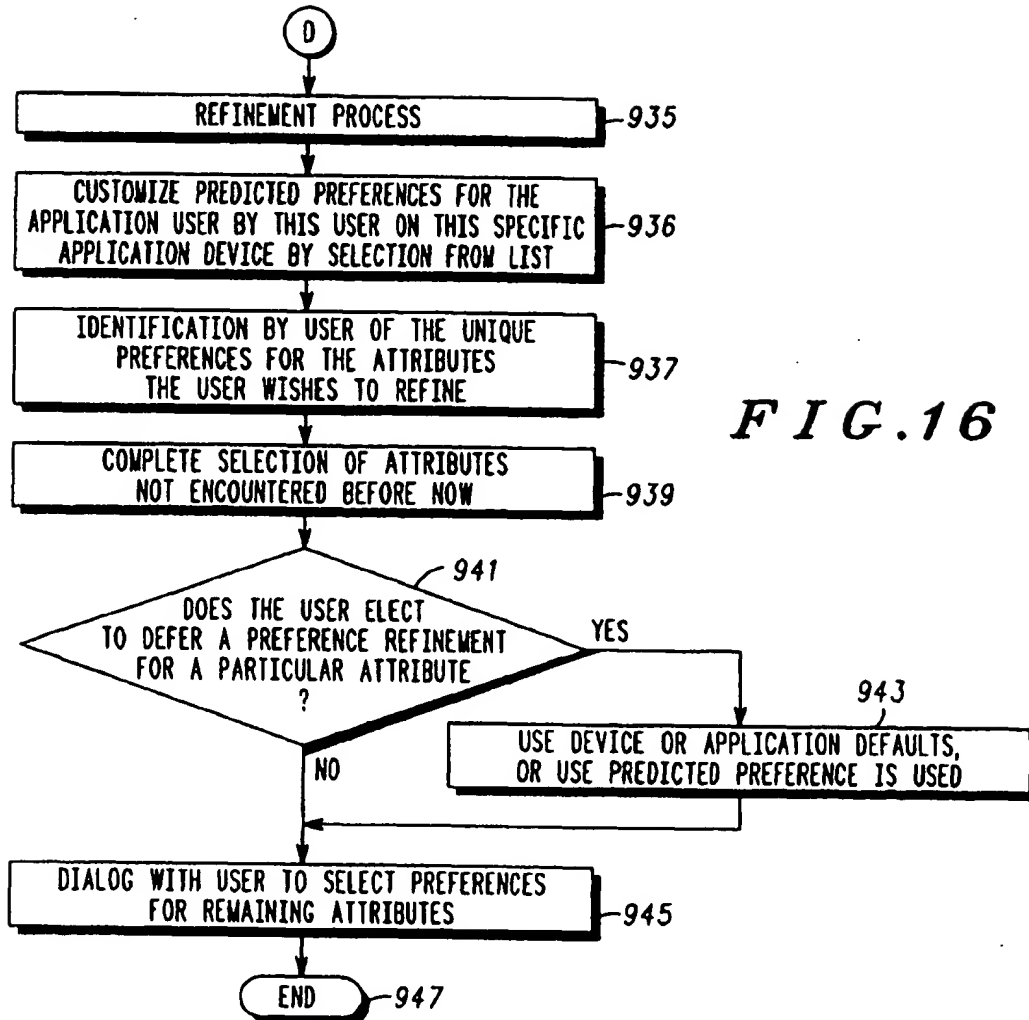 D
REFINEMENT PROCESS
935
CUSTOMIZE PREDICTED PREFERENCES FOR THE
APPLICATION USER BY THIS USER ON THIS SPECIFIC
APPLICATION DEVICE BY SELECTION FROM LIST
936
IDENTIFICATION BY USER OF THE UNIQUE
PREFERENCES FOR THE ATTRIBUTES
THE USER WISHES TO REFINE
937
FIG.16
COMPLETE SELECTION OF ATTRIBUTES
NOT ENCOUNTERED BEFORE NOW
939
941
DOES THE USER ELECT
TO DEFER A PREFERENCE REFINEMENT
FOR A PARTICULAR ATTRIBUTE
?
YES
NO
943
USE DEVICE OR APPLICATION DEFAULTS,
OR USE PREDICTED PREFERENCE IS USED
DIALOG WITH USER TO SELECT PREFERENCES
FOR REMAINING ATTRIBUTES
945
END
947